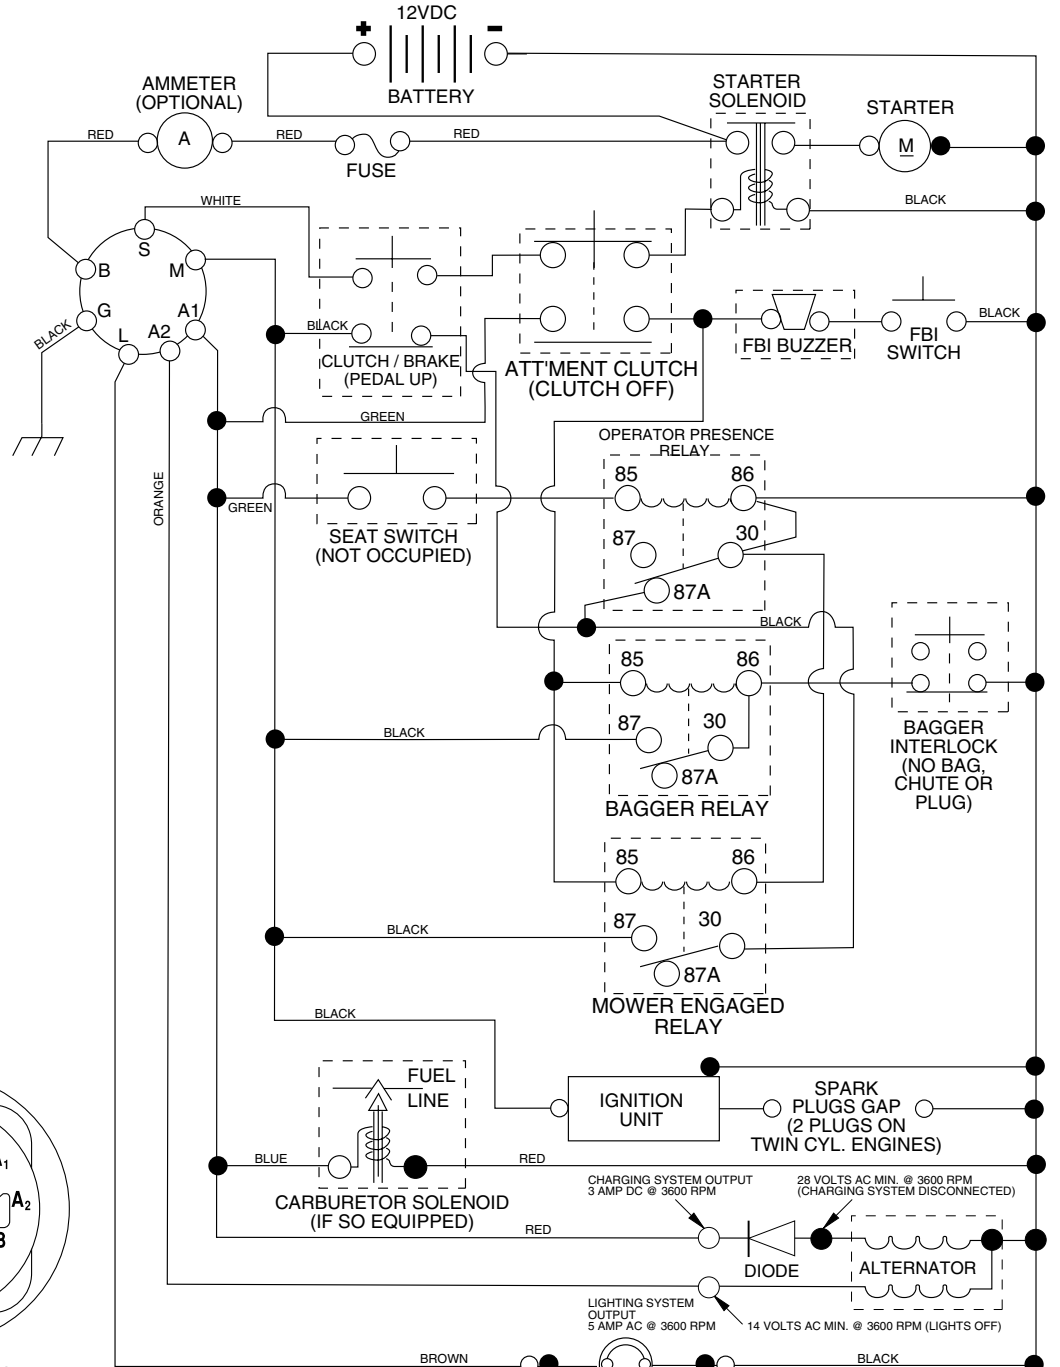 12VDC
+ −
BATTERY
AMMETER
(OPTIONAL)
STARTER
SOLENOID
STARTER
RED
A
RED
FUSE
RED
M
WHITE
BLACK
S
B
M
G
A1
L
A2
BLACK
BLACK
CLUTCH / BRAKE
(PEDAL UP)
ATT'MENT CLUTCH
(CLUTCH OFF)
FBI BUZZER
FBI
SWITCH
BLACK
GREEN
ORANGE
GREEN
SEAT SWITCH
(NOT OCCUPIED)
OPERATOR PRESENCE
RELAY
85 86
87 30
87A
BLACK
85 86
87 30
87A
BAGGER RELAY
BLACK
BAGGER
INTERLOCK
(NO BAG,
CHUTE OR
PLUG)
85 86
87 30
87A
MOWER ENGAGED
RELAY
BLACK
BLACK
FUEL
LINE
IGNITION
UNIT
SPARK
PLUGS GAP
(2 PLUGS ON
TWIN CYL. ENGINES)
BLUE
RED
CARBURETOR SOLENOID
(IF SO EQUIPPED)
CHARGING SYSTEM OUTPUT
3 AMP DC @ 3600 RPM
28 VOLTS AC MIN. @ 3600 RPM
(CHARGING SYSTEM DISCONNECTED)
RED
DIODE
ALTERNATOR
LIGHTING SYSTEM
OUTPUT
5 AMP AC @ 3600 RPM
14 VOLTS AC MIN. @ 3600 RPM (LIGHTS OFF)
BROWN
BLACK
A2